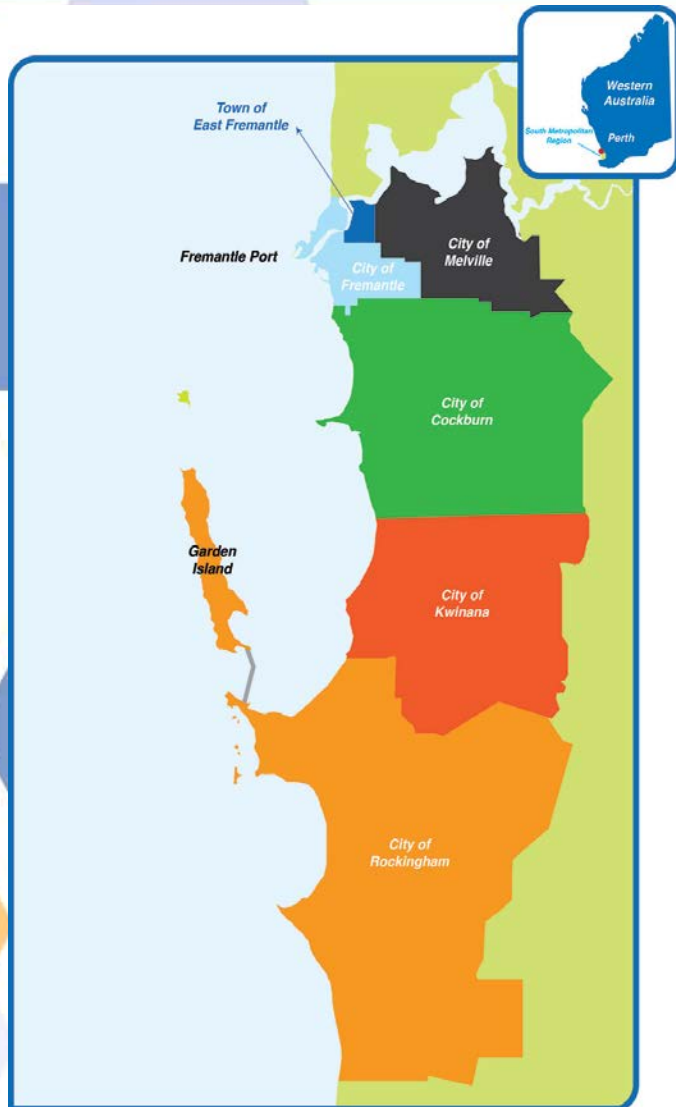 Western
Australia
South Metropolitan
Region
Perth
Town of
East Fremantle
City of
Melville
Fremantle Port
City of
Fremantle
City of
Cockburn
Garden
Island
City of
Kwinana
City of
Rockingham